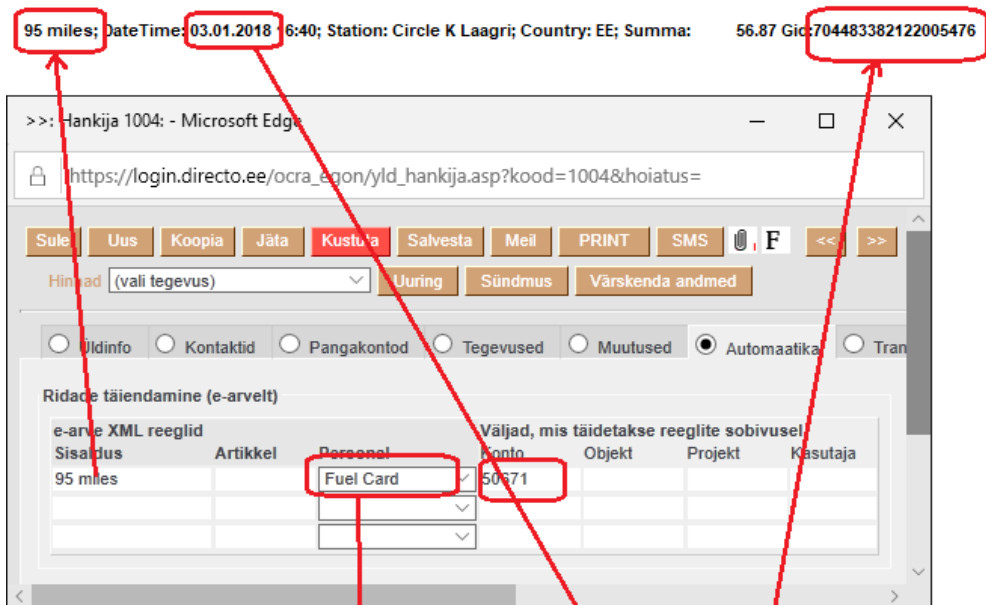 95 miles; DateTime: 03.01.2018 16:40; Station: Circle K Laagri; Country: EE; Summa: 56.87 Gid:704483382122005476
>>: Hankija 1004: - Microsoft Edge
https://login.directo.ee/ocra_egon/yld_hankija.asp?kood=1004&hoiatus=
Sule Uus Koopia Jäta Kustuta Salvesta Meil PRINT SMS F << >>
Hinnad (vali tegevus) Uuring Sündmus Värskenda andmed
Üldinfo Kontaktid Pangakontod Tegevused Muutused Automaatika Tran
Ridade täiendamine (e-arvelt)
e-arve XML reeglid Väljad, mis täidetakse reeglite sobivusel
Sisaldus Artikkel Personal Konto Objekt Projekt Kasutaja
95 miles Fuel Card 50671